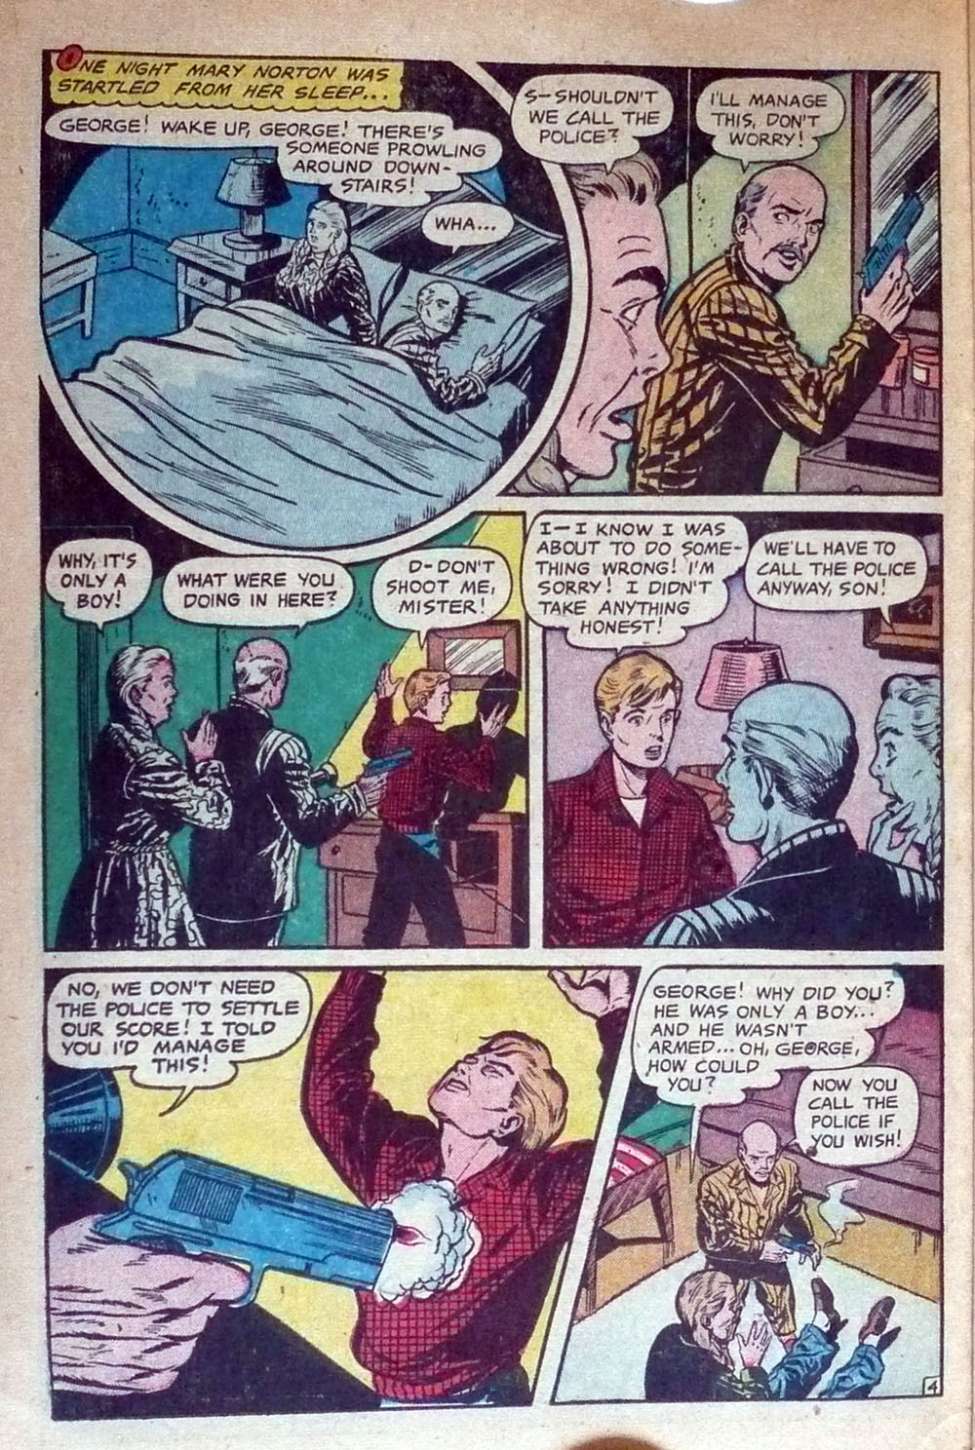 ONE NIGHT MARY NORTON WAS
STARTLED FROM HER SLEEP...
GEORGE! WAKE UP, GEORGE! THERE'S
SOMEONE PROWLING
AROUND DOWN-
STAIRS!
WHA...
S-SHOULDN'T
WE CALL THE
POLICE?
I'LL MANAGE
THIS, DON'T
WORRY!
WHY, IT'S
ONLY A
BOY!
WHAT WERE YOU
DOING IN HERE?
D-DON'T
SHOOT ME,
MISTER!
I-I KNOW I WAS
ABOUT TO DO SOME-
THING WRONG! I'M
SORRY! I DIDN'T
TAKE ANYTHING
HONEST!
WE'LL HAVE TO
CALL THE POLICE
ANYWAY, SON!
NO, WE DON'T NEED
THE POLICE TO SETTLE
OUR SCORE! I TOLD
YOU I'D MANAGE
THIS!
GEORGE! WHY DID YOU?
HE WAS ONLY A BOY...
AND HE WASN'T
ARMED... OH, GEORGE,
HOW COULD
YOU?
NOW YOU
CALL THE
POLICE IF
YOU WISH!
4